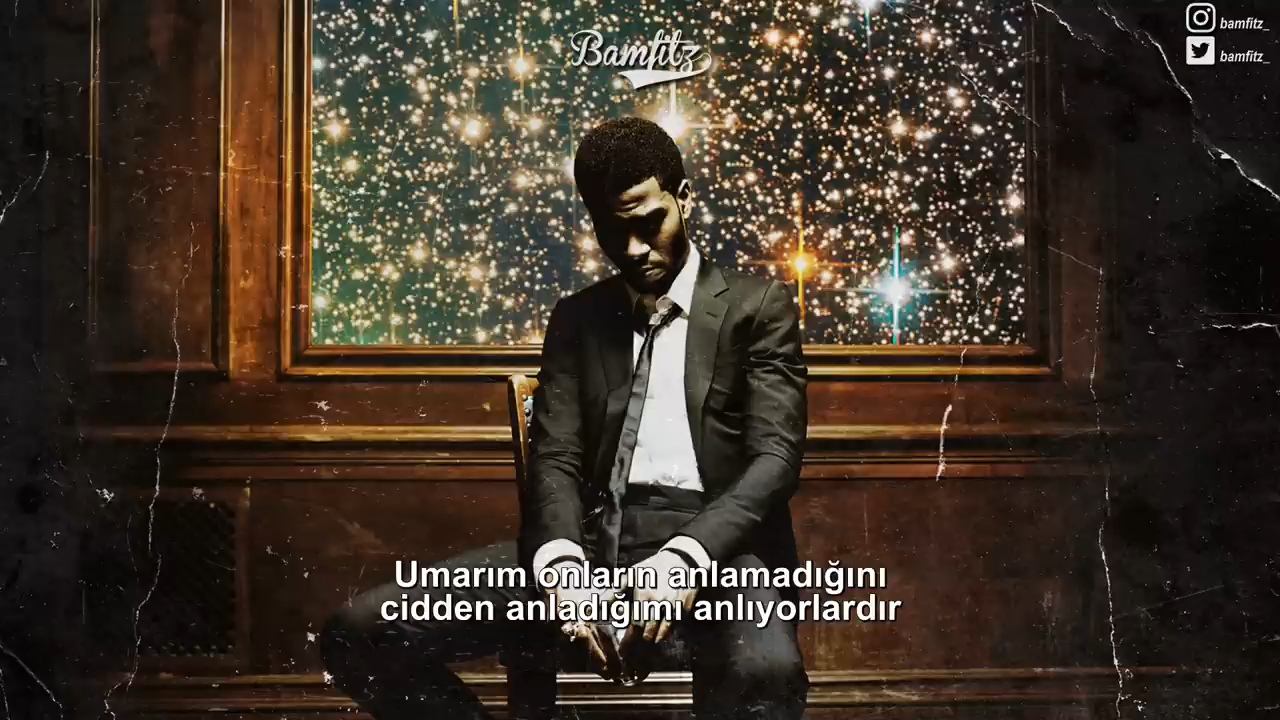 Bamfitz
bamfitz_
bamfitz_
Umarım onların anlamadığını
cidden anladığımı anlıyorlardır